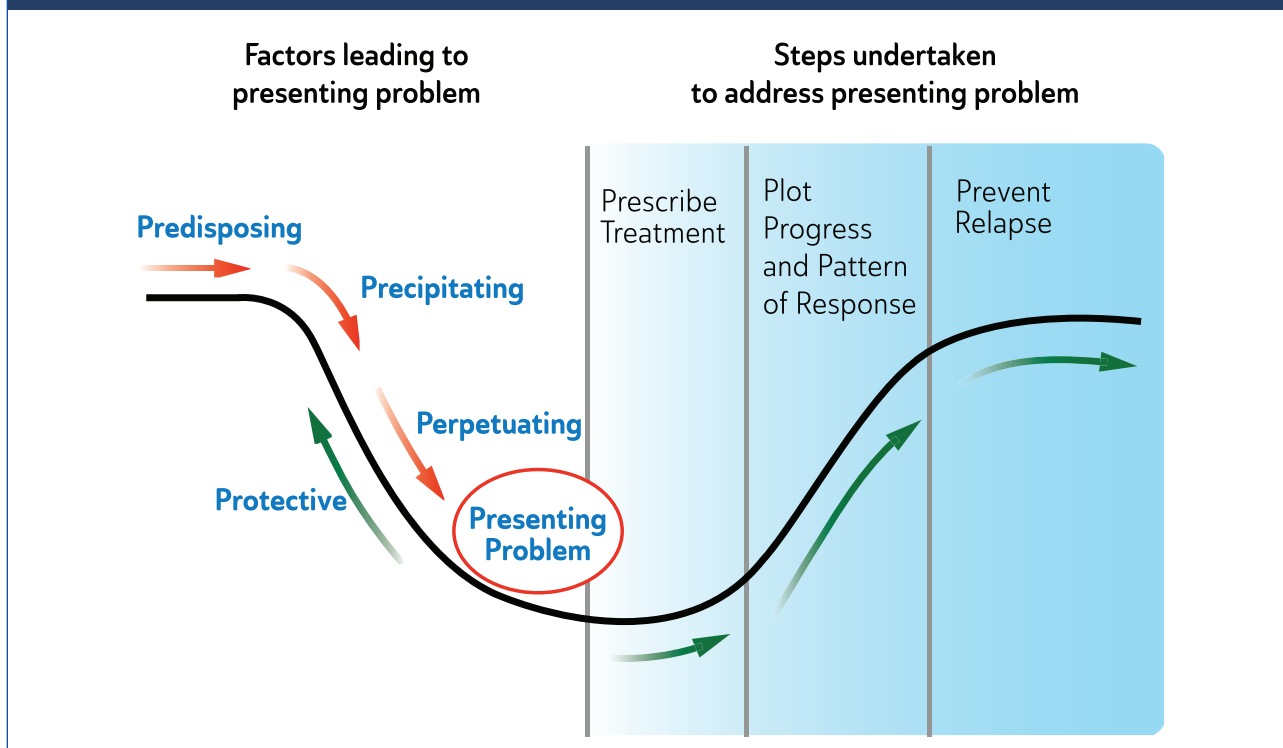 Factors leading to
presenting problem
Steps undertaken
to address presenting problem
Predisposing
Precipitating
Perpetuating
Protective
Presenting
Problem
Prescribe
Treatment
Plot
Progress
and Pattern
of Response
Prevent
Relapse